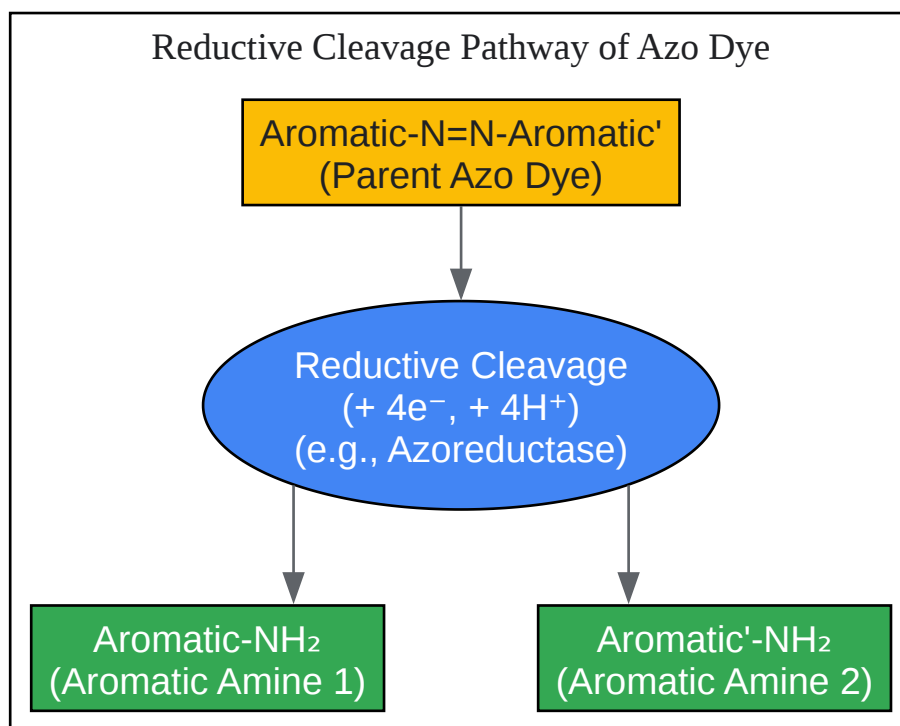 Reductive Cleavage Pathway of Azo Dye
Aromatic-N=N-Aromatic'
(Parent Azo Dye)
Reductive Cleavage
(+ 4e⁻, + 4H⁺)
(e.g., Azoreductase)
Aromatic-NH₂
(Aromatic Amine 1)
Aromatic'-NH₂
(Aromatic Amine 2)